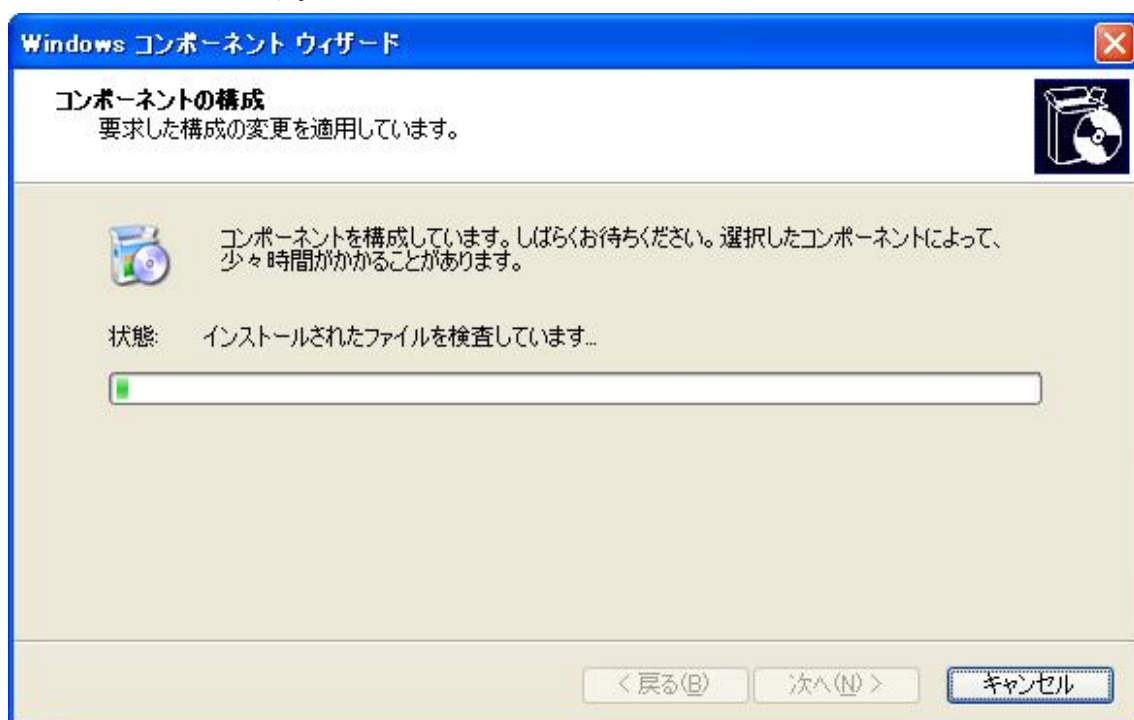 Windows コンポーネント ウィザード
コンポーネントの構成
要求した構成の変更を適用しています。
コンポーネントを構成しています。しばらくお待ちください。選択したコンポーネントによって、
少々時間がかかることがあります。
状態: インストールされたファイルを検査しています...
< 戻る(B) 次へ(N) > キャンセル